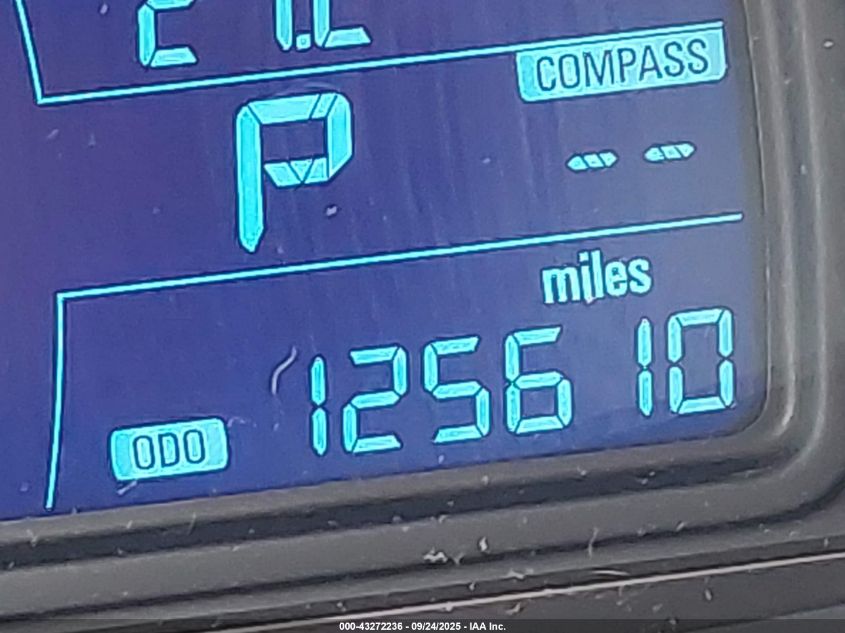 COMPASS
P -- --
miles
ODO 125610
000-43272236 - 09/24/2025 - IAA Inc.